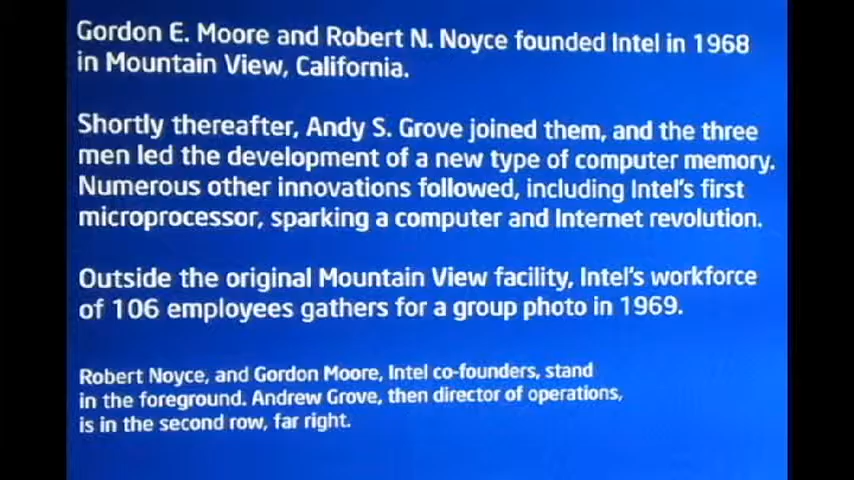 Gordon E. Moore and Robert N. Noyce founded Intel in 1968
in Mountain View, California.
Shortly thereafter, Andy S. Grove joined them, and the three
men led the development of a new type of computer memory.
Numerous other innovations followed, including Intel's first
microprocessor, sparking a computer and Internet revolution.
Outside the original Mountain View facility, Intel's workforce
of 106 employees gathers for a group photo in 1969.
Robert Noyce, and Gordon Moore, Intel co-founders, stand
in the foreground. Andrew Grove, then director of operations,
is in the second row, far right.